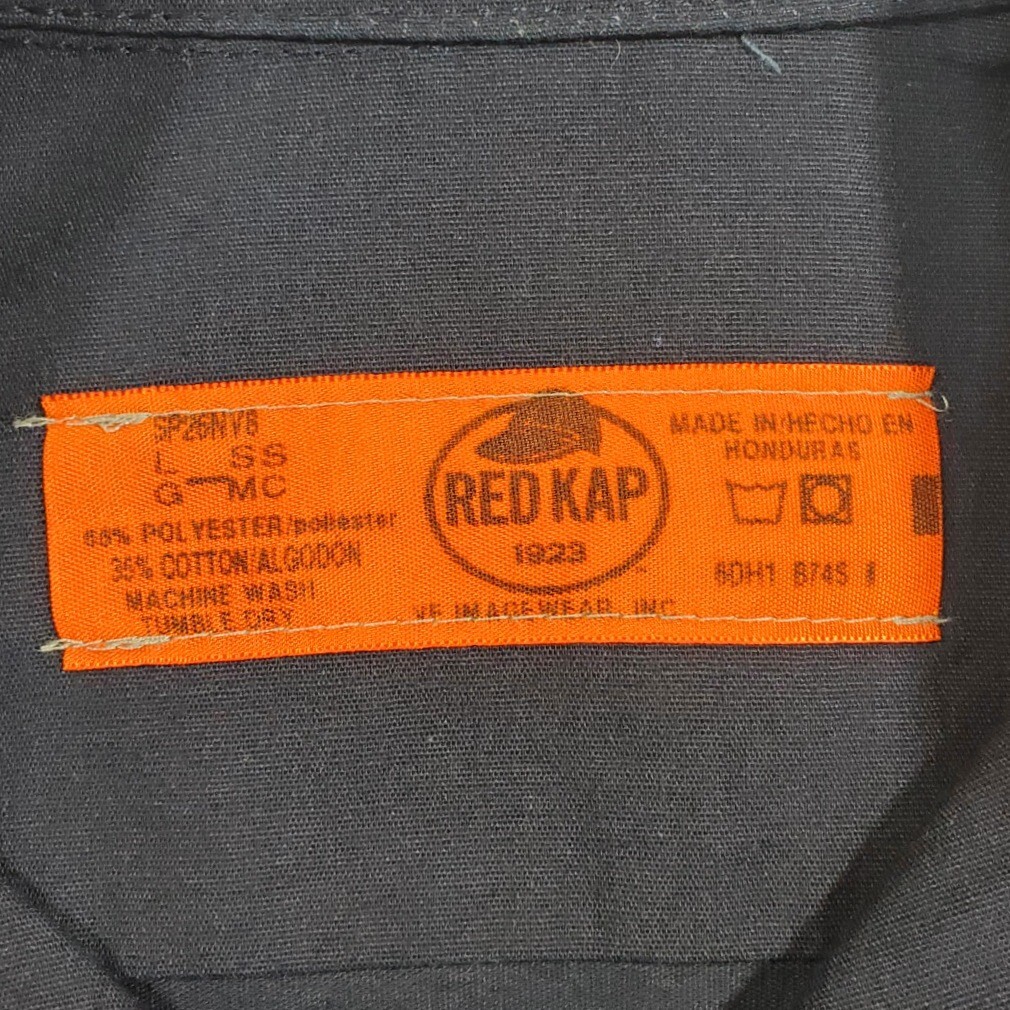 SP26NV6
L SS
G MC
65% POLYESTER/poliester
35% COTTON/ALGODÓN
MACHINE WASH
TUMBLE DRY
RED KAP
1923
VF IMAGEWEAR, INC
MADE IN/HECHO EN
HONDURAS
874S